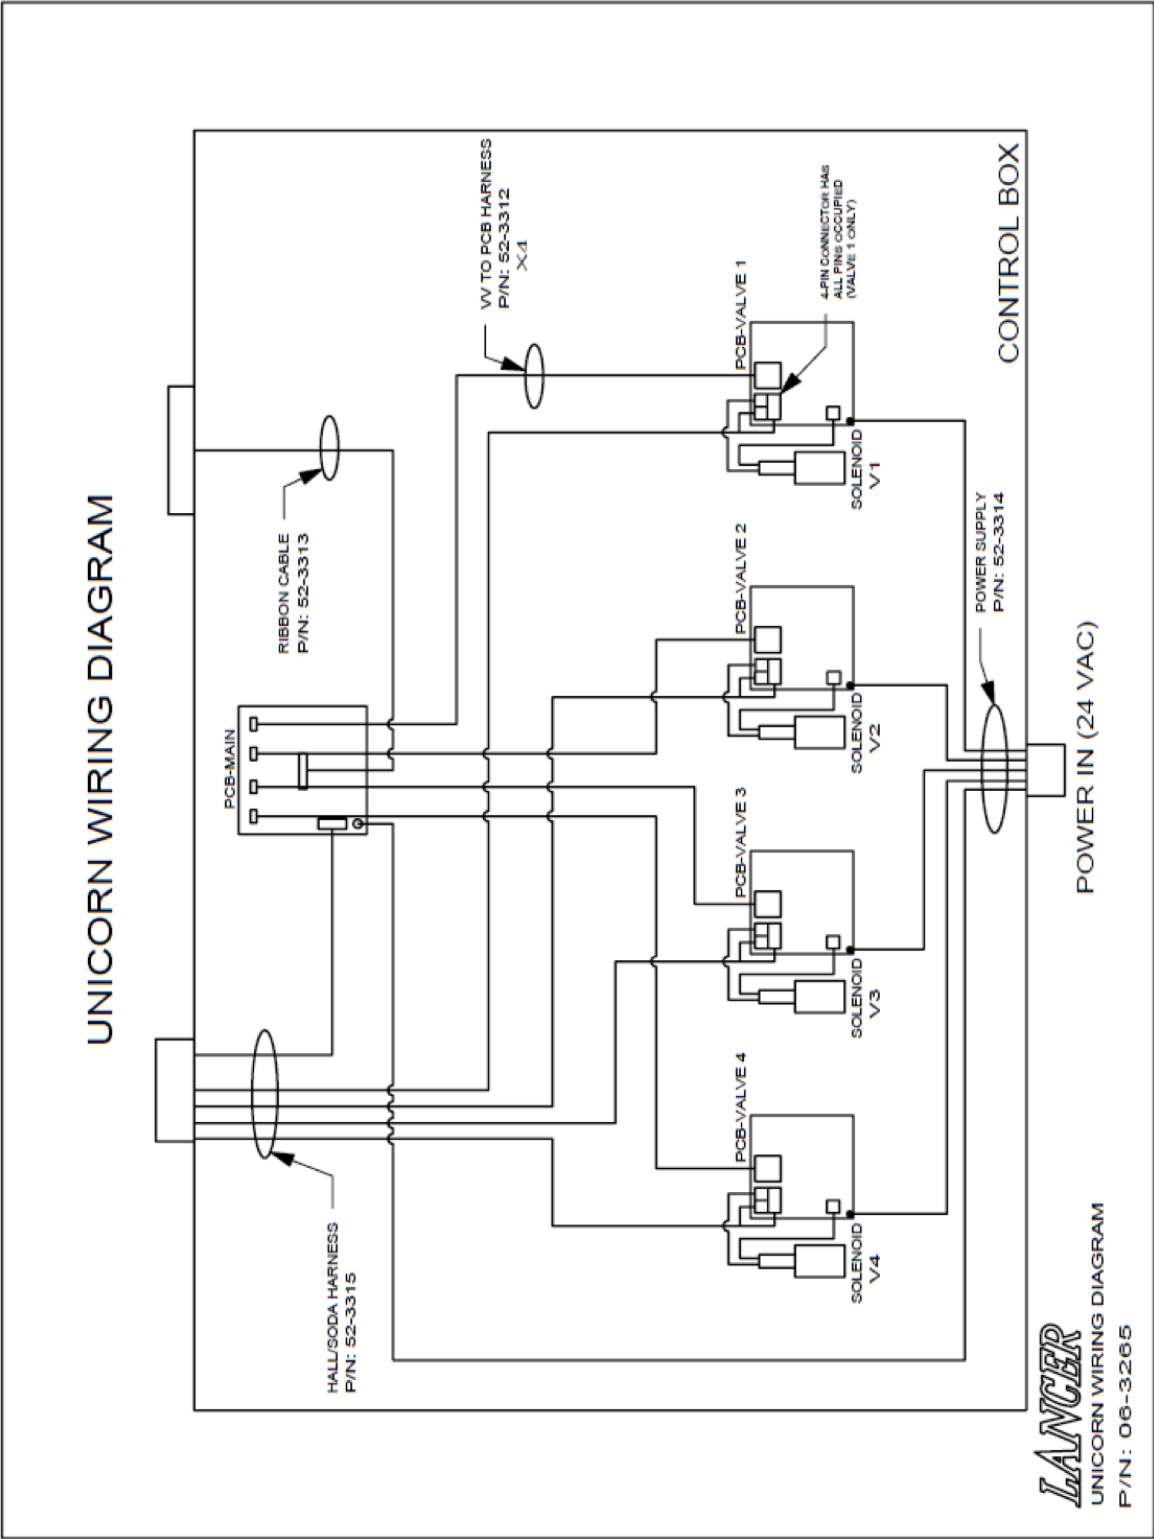 UNICORN WIRING DIAGRAM
HALL/SODA HARNESS
P/N: 52-3315
PCB-MAIN
RIBBON CABLE
P/N: 52-3313
VV TO PCB HARNESS
P/N: 52-3312
X4
PCB-VALVE 4
PCB-VALVE 3
PCB-VALVE 2
PCB-VALVE 1
4-PIN CONNECTOR HAS
ALL PINS OCCUPIED
(VALVE 1 ONLY)
SOLENOID
V4
SOLENOID
V3
SOLENOID
V2
SOLENOID
V1
POWER SUPPLY
P/N: 52-3314
CONTROL BOX
POWER IN (24 VAC)
LANCER
UNICORN WIRING DIAGRAM
P/N: 06-3265